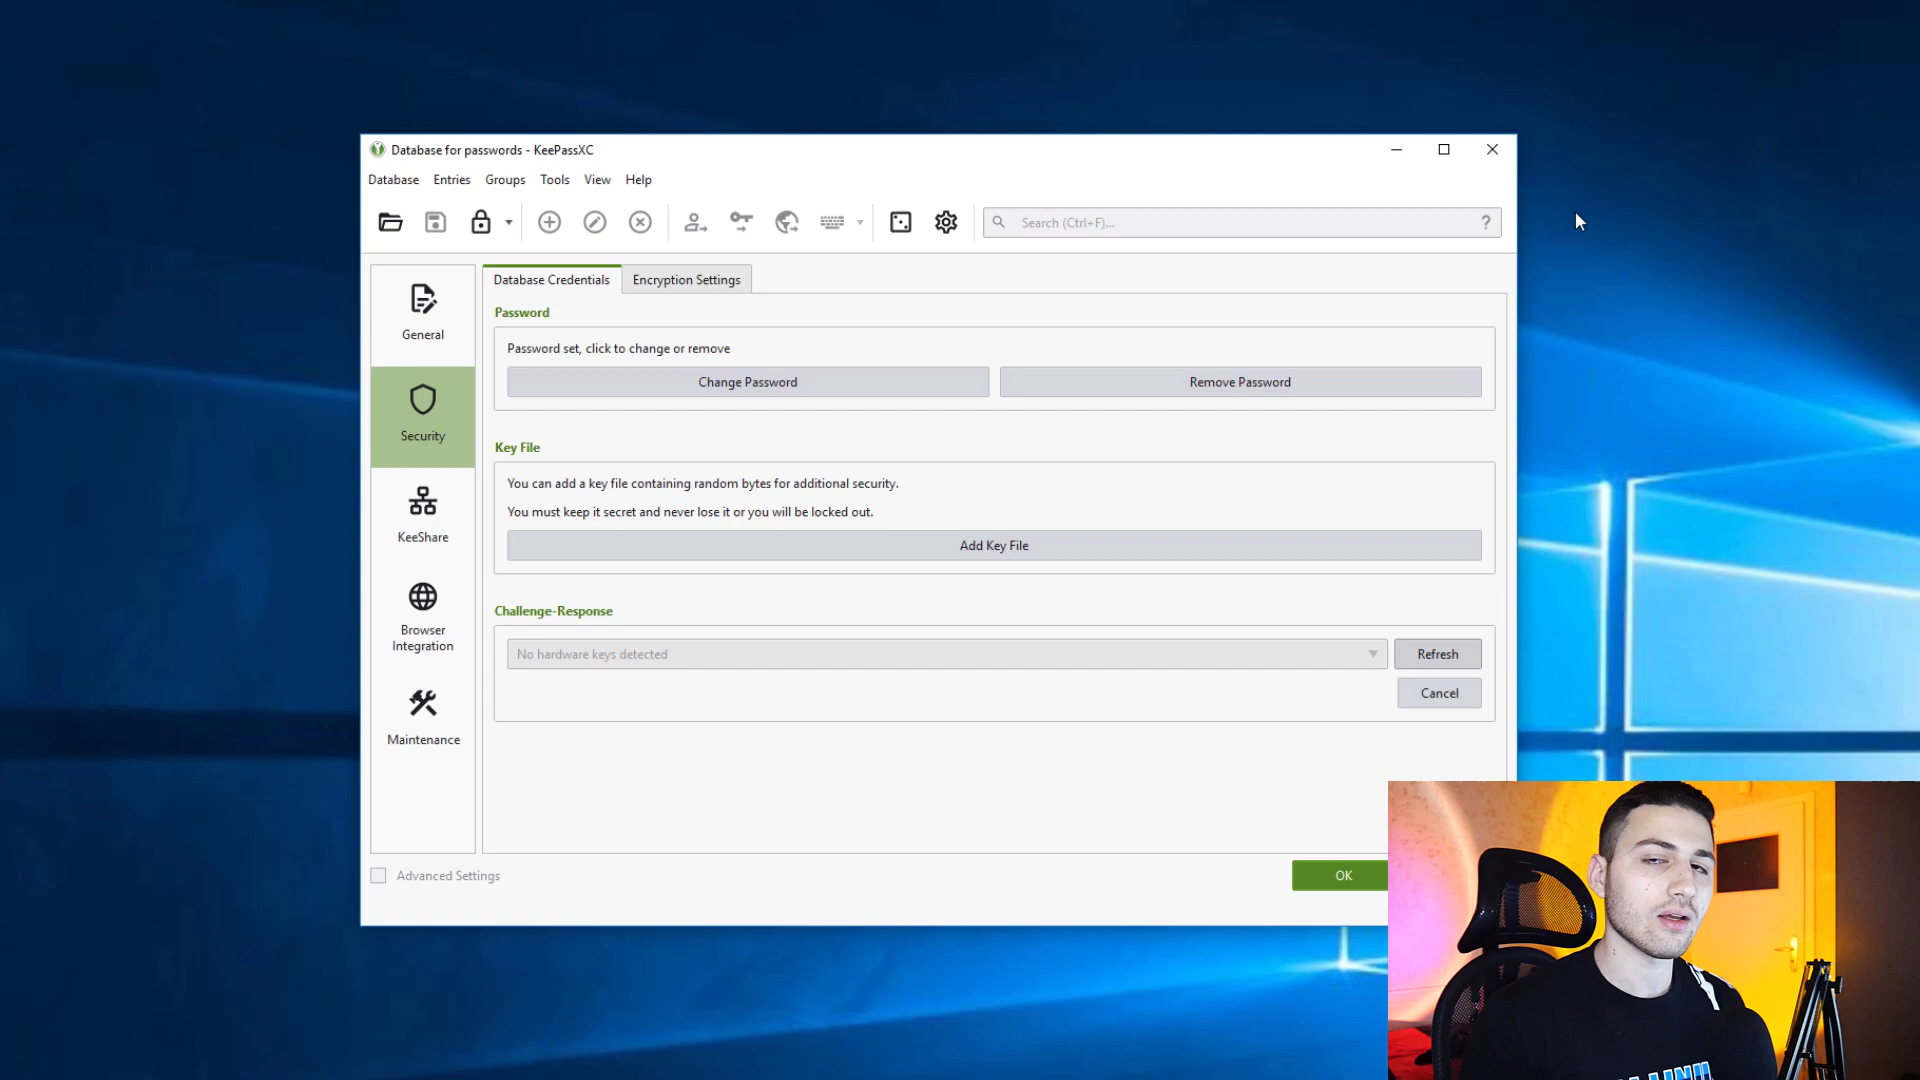 Database for passwords - KeePassXC
Database Entries Groups Tools View Help
Search (Ctrl+F)... ?
General
Security
KeeShare
Browser
Integration
Maintenance
Database Credentials Encryption Settings
Password
Password set, click to change or remove
Change Password Remove Password
Key File
You can add a key file containing random bytes for additional security.
You must keep it secret and never lose it or you will be locked out.
Add Key File
Challenge-Response
No hardware keys detected Refresh
Cancel
Advanced Settings OK